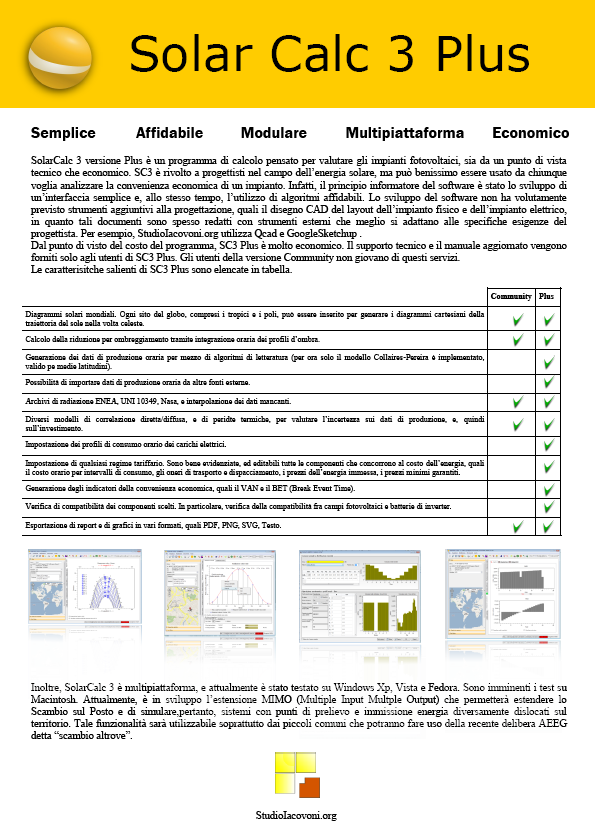 Solar Calc 3 Plus
Semplice Affidabile Modulare Multipiattaforma Economico
SolarCalc 3 versione Plus è un programma di calcolo pensato per valutare gli impianti fotovoltaici, sia da un punto di vista
tecnico che economico. SC3 è rivolto a progettisti nel campo dell’energia solare, ma può benissimo essere usato da chiunque
voglia analizzare la convenienza economica di un impianto. Infatti, il principio informatore del software è stato lo sviluppo di
un’interfaccia semplice e, allo stesso tempo, l’utilizzo di algoritmi affidabili. Lo sviluppo del software non ha volutamente
previsto strumenti aggiuntivi alla progettazione, quali il disegno CAD del layout dell’impianto fisico e dell’impianto elettrico,
in quanto tali documenti sono spesso redatti con strumenti esterni che meglio si adattano alle specifiche esigenze del
progettista. Per esempio, StudioIacovoni.org utilizza Qcad e GoogleSketchup .
Dal punto di visto del costo del programma, SC3 Plus è molto economico. Il supporto tecnico e il manuale aggiornato vengono
forniti solo agli utenti di SC3 Plus. Gli utenti della versione Community non giovano di questi servizi.
Le caratterisitche salienti di SC3 Plus sono elencate in tabella.
Community Plus
Diagrammi solari mondiali. Ogni sito del globo, compresi i tropici e i poli, può essere inserito per generare i diagrammi cartesiani della
traiettoria del sole nella volta celeste.
Calcolo della riduzione per ombreggiamento tramite integrazione oraria dei profili d’ombra.
Generazione dei dati di produzione oraria per mezzo di algoritmi di letteratura (per ora solo il modello Collaires-Pereira è implementato,
valido pe medie latitudini).
Possibilità di importare dati di produzione oraria da altre fonti esterne.
Archivi di radiazione ENEA, UNI 10349, Nasa, e interpolazione dei dati mancanti.
Diversi modelli di correlazione diretta/diffusa, e di peridte termiche, per valutare l’incertezza sui dati di produzione, e, quindi
sull’investimento.
Impostazione dei profili di consumo orario dei carichi elettrici.
Impostazione di qualsiasi regime tariffario. Sono bene evidenziate, ed editabili tutte le componenti che concorrono al costo dell’energia, quali
il costo orario per intervalli di consumo, gli oneri di trasporto e dispacciamento, i prezzi dell’energia immessa, i prezzi minimi garantiti.
Generazione degli indicatori della convenienza economica, quali il VAN e il BET (Break Event Time).
Verifica di compatibilità dei componenti scelti. In particolare, verifica della compatibilità fra campi fotovoltaici e batterie di inverter.
Esportazione di report e di grafici in vari formati, quali PDF, PNG, SVG, Testo.
Inoltre, SolarCalc 3 è multipiattaforma, e attualmente è stato testato su Windows Xp, Vista e Fedora. Sono imminenti i test su
Macintosh. Attualmente, è in sviluppo l’estensione MIMO (Multiple Input Multple Output) che permetterà estendere lo
Scambio sul Posto e di simulare,pertanto, sistemi con punti di prelievo e immissione energia diversamente dislocati sul
territorio. Tale funzionalità sarà utilizzabile soprattutto dai piccoli comuni che potranno fare uso della recente delibera AEEG
detta “scambio altrove”.
StudioIacovoni.org